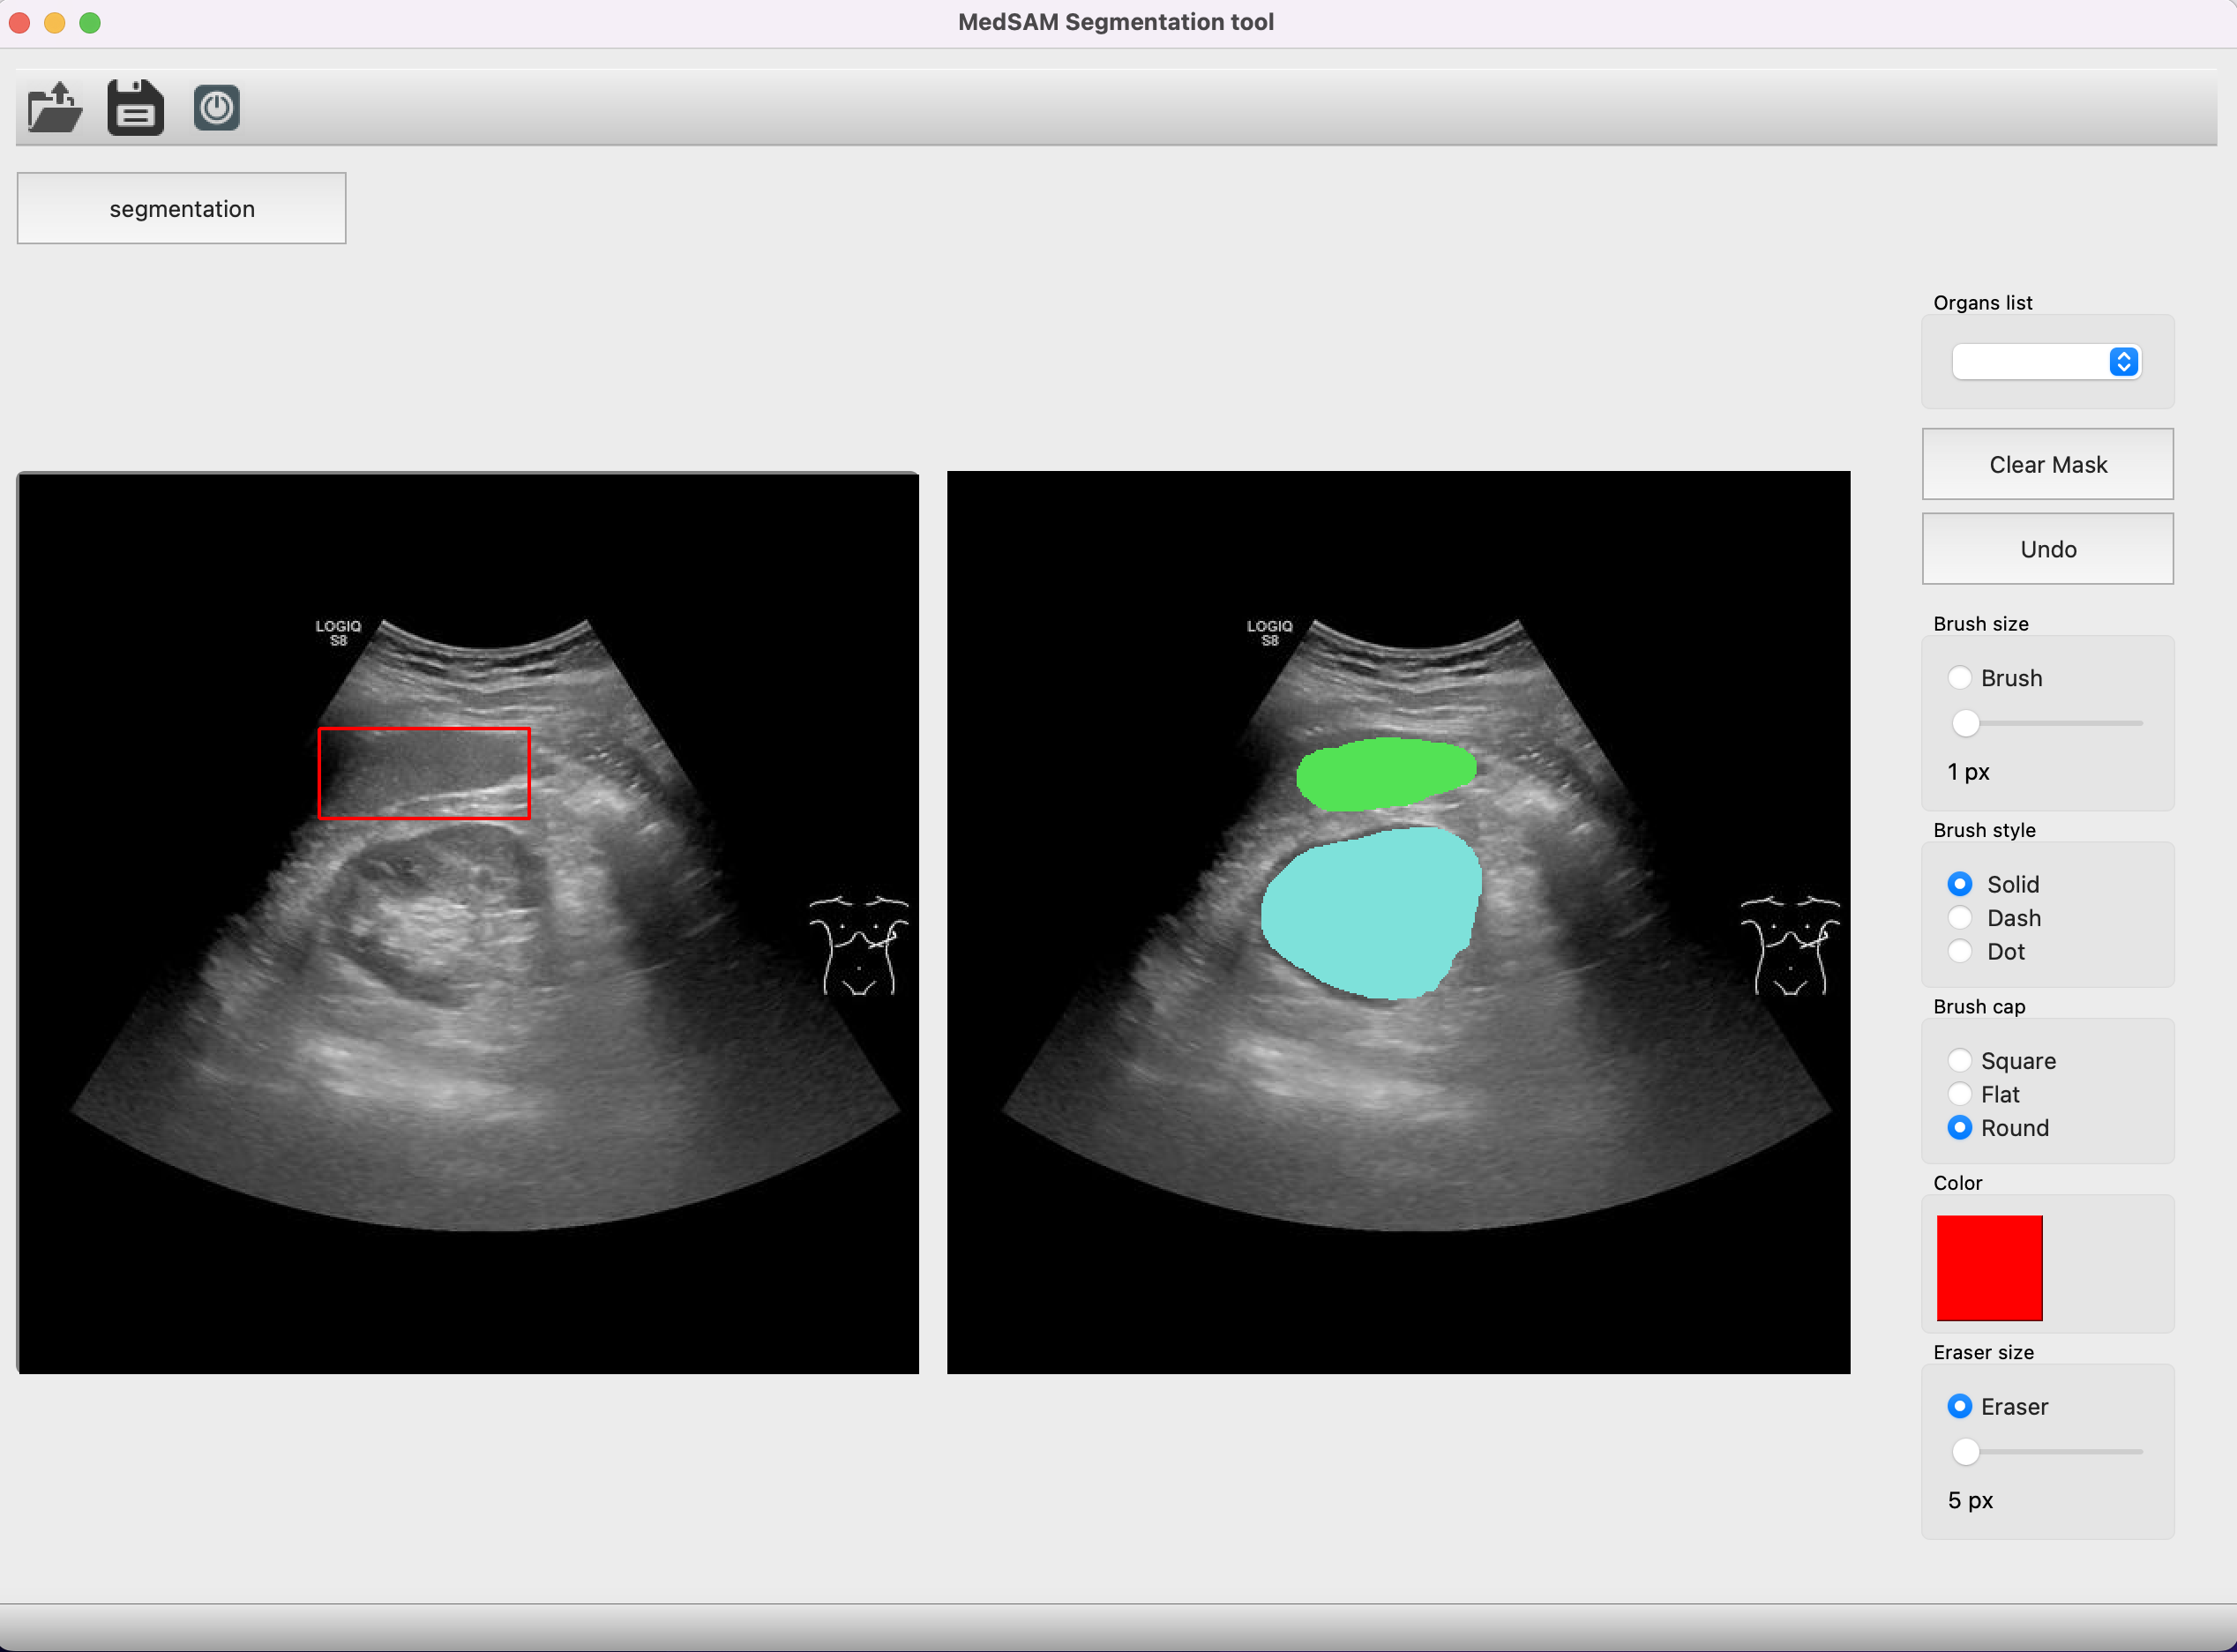 MedSAM Segmentation tool
segmentation
Organs list
Clear Mask
Undo
LOGIQ
S8
LOGIQ
S8
Brush size
Brush
1 px
Brush style
Solid
Dash
Dot
Brush cap
Square
Flat
Round
Color
Eraser size
Eraser
5 px